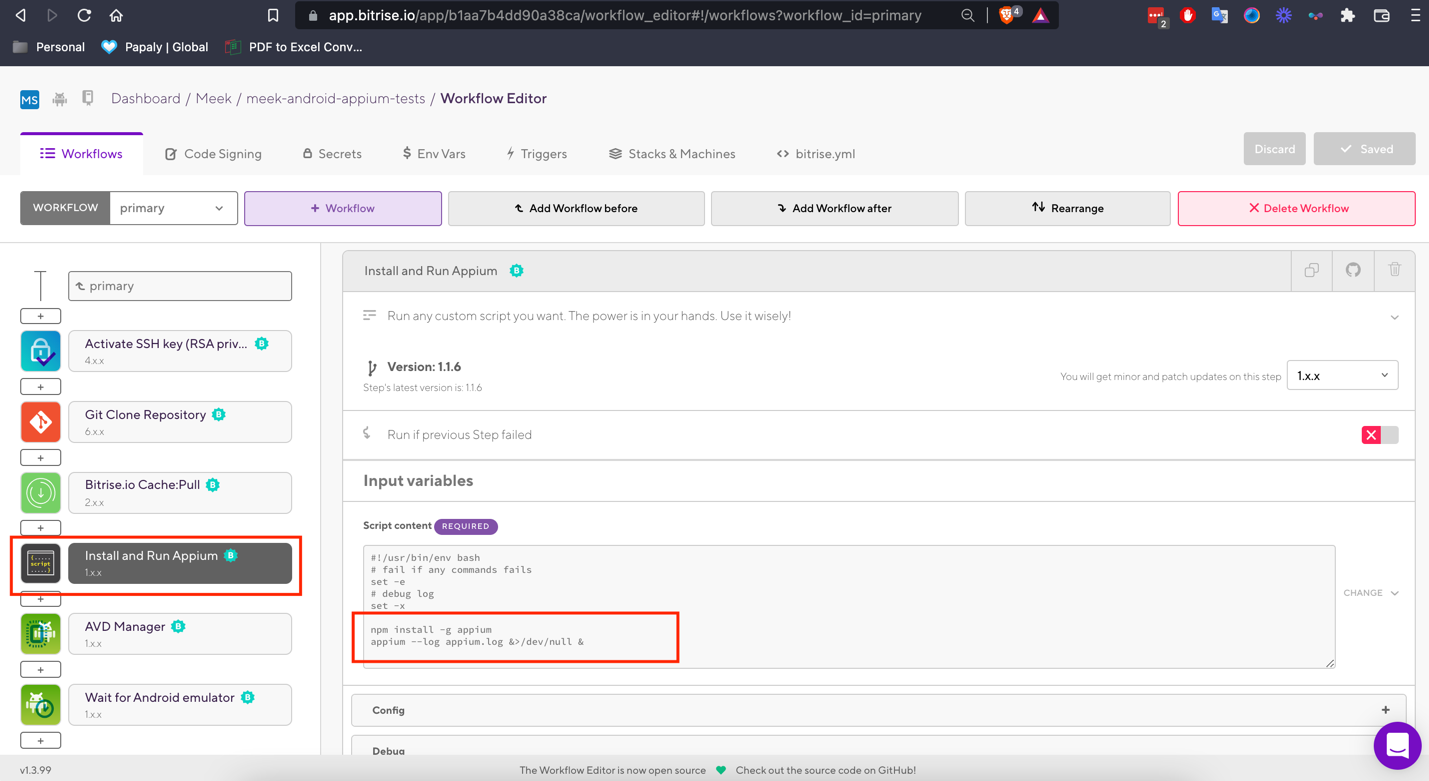 app.bitrise.io/app/b1aa7b4dd90a38ca/workflow_editor#!/workflows?workflow_id=primary
4
2
Personal
Papaly | Global
PDF to Excel Conv...
MS
Dashboard / Meek / meek-android-appium-tests / Workflow Editor
Workflows
Code Signing
Secrets
$ Env Vars
Triggers
Stacks & Machines
<> bitrise.yml
Discard
Saved
WORKFLOW
primary
+ Workflow
Add Workflow before
Add Workflow after
Rearrange
Delete Workflow
primary
+
Activate SSH key (RSA priv...
B
4.x.x
+
Git Clone Repository
B
6.x.x
+
Bitrise.io Cache:Pull
B
2.x.x
+
script
Install and Run Appium
B
1.x.x
+
AVD Manager
B
1.x.x
+
Wait for Android emulator
B
1.x.x
+
Install and Run Appium
B
Run any custom script you want. The power is in your hands. Use it wisely!
Version: 1.1.6
Step's latest version is: 1.1.6
You will get minor and patch updates on this step
1.x.x
Run if previous Step failed
Input variables
Script content
REQUIRED
#!/usr/bin/env bash
# fail if any commands fails
set -e
# debug log
set -x
npm install -g appium
appium --log appium.log &>/dev/null &
CHANGE
Config
+
Debug
v1.3.99
The Workflow Editor is now open source
Check out the source code on GitHub!